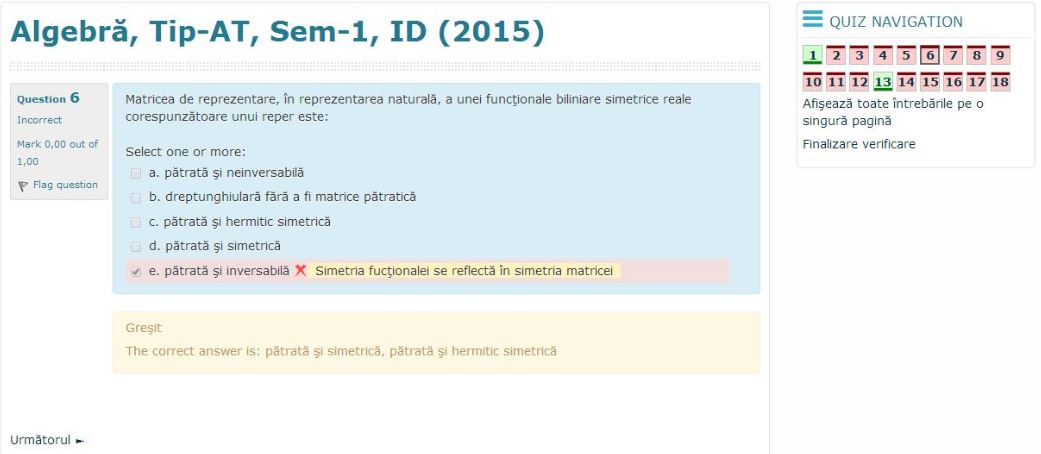 Algebră, Tip-AT, Sem-1, ID (2015)
Question 6
Incorrect
Mark 0,00 out of
1,00
Flag question
Matricea de reprezentare, în reprezentarea naturală, a unei funcţionale biliniare simetrice reale
corespunzătoare unui reper este:
Select one or more:
a. pătrată şi neinversabilă
b. dreptunghiulară fără a fi matrice pătratică
c. pătrată şi hermitic simetrică
d. pătrată şi simetrică
e. pătrată şi inversabilă Simetria fucţionalei se reflectă în simetria matricei
Greşit
The correct answer is: pătrată şi simetrică, pătrată şi hermitic simetrică
Următorul ►
QUIZ NAVIGATION
1 2 3 4 5 6 7 8 9
10 11 12 13 14 15 16 17 18
Afişează toate întrebările pe o
singură pagină
Finalizare verificare